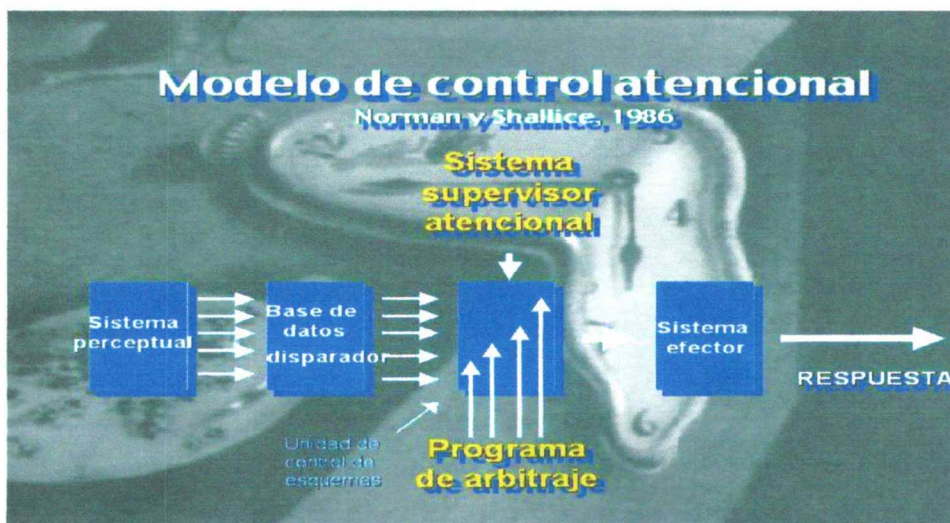 Modelo de control atencional
Norman y Shallice, 1986
Sistema
supervisor
atencional
Sistema
perceptual
Base de
datos
disparador
Sistema
efector
RESPUESTA
Unidad de
control de
esquemas
Programa
de arbitraje